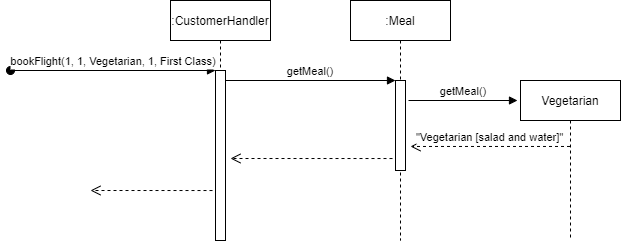 :CustomerHandler
:Meal
bookFlight(1, 1, Vegetarian, 1, First Class)
getMeal()
getMeal()
Vegetarian
"Vegetarian [salad and water]"